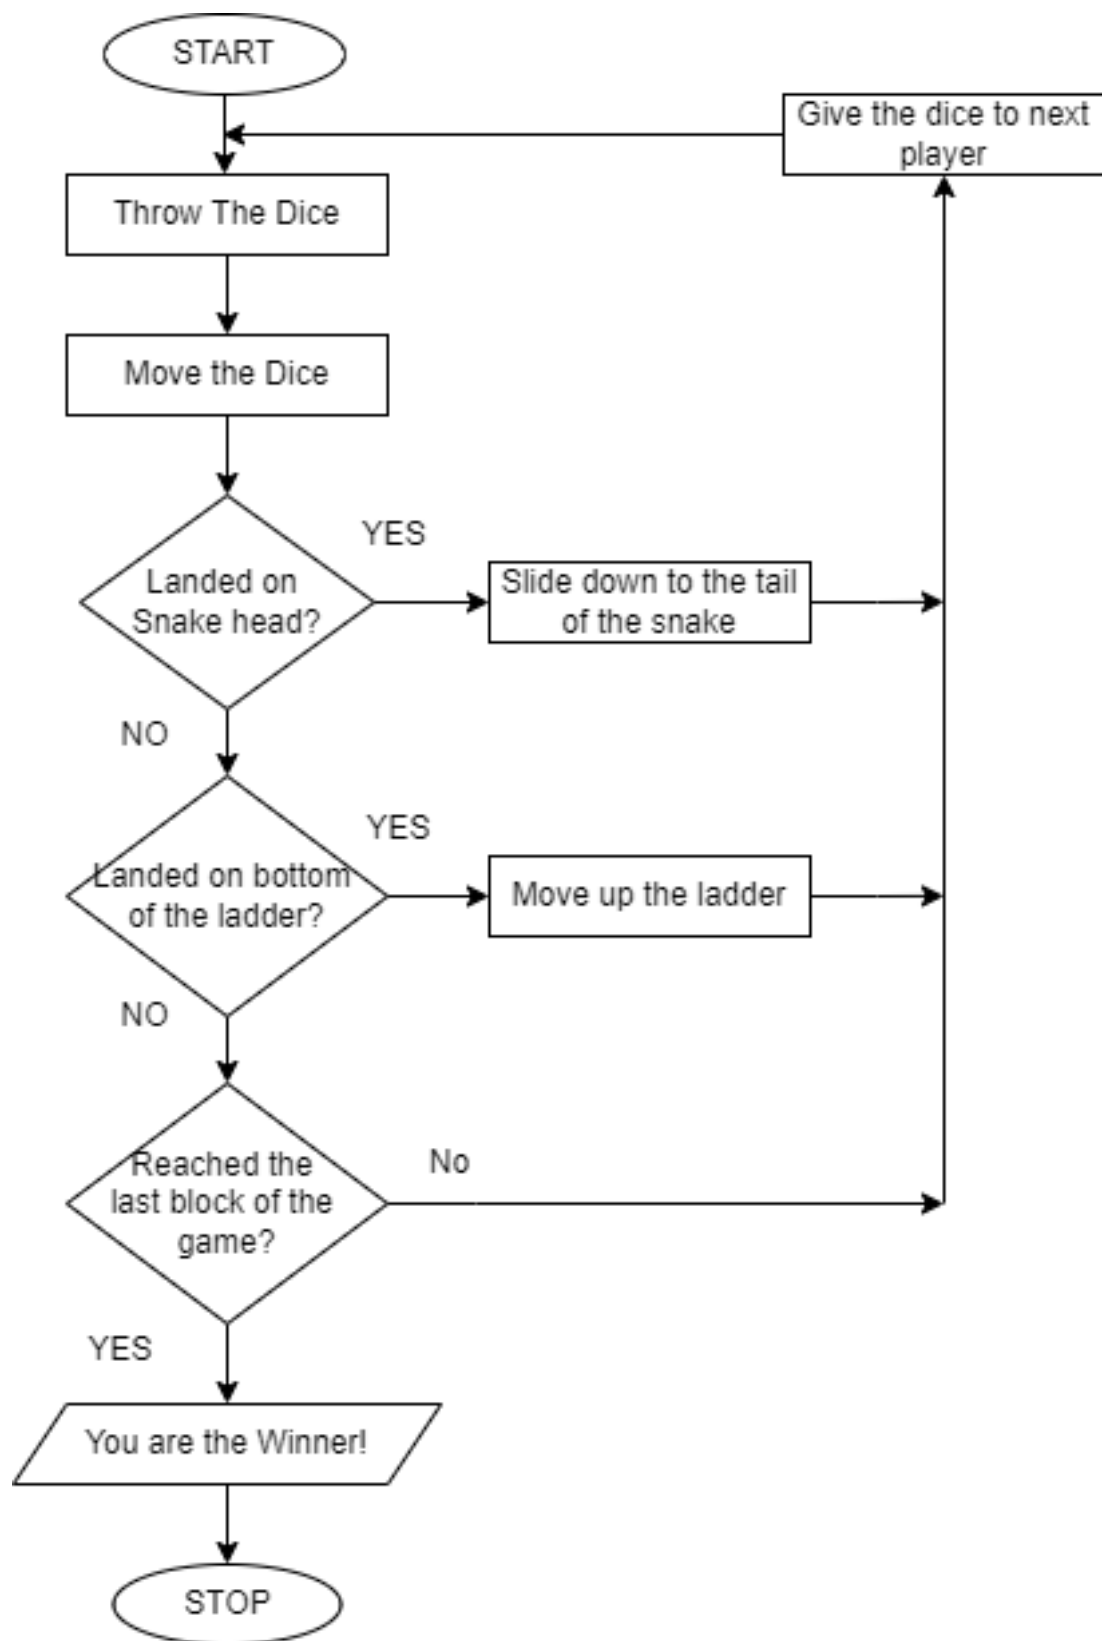 START
Give the dice to next
player
Throw The Dice
Move the Dice
YES
Landed on
Snake head?
Slide down to the tail
of the snake
NO
YES
Landed on bottom
of the ladder?
Move up the ladder
NO
No
Reached the
last block of the
game?
YES
You are the Winner!
STOP